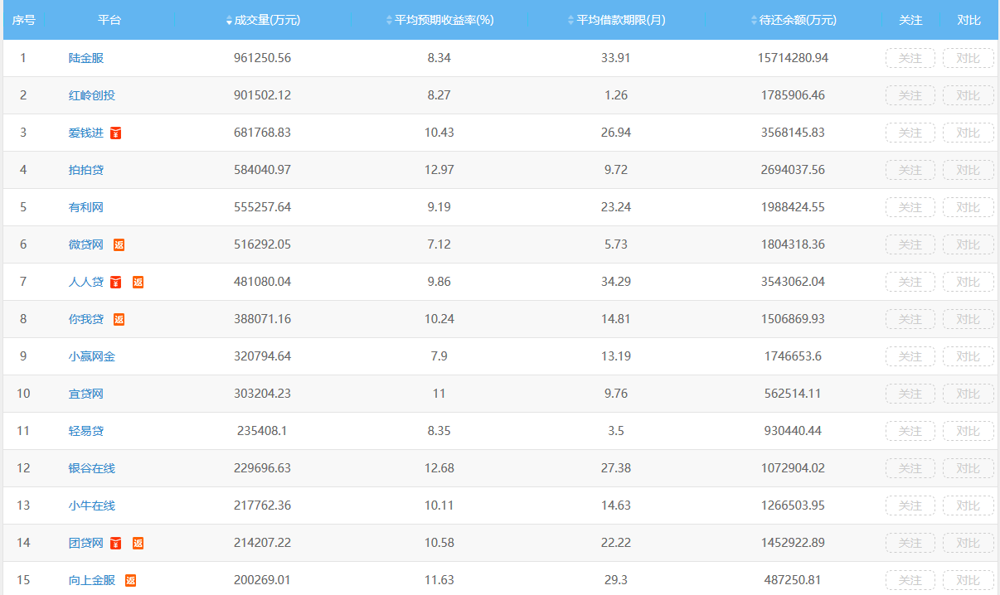 序号 平台 成交量(万元) 平均预期收益率(%) 平均借款期限(月) 待还余额(万元) 关注 对比
1 陆金服 961250.56 8.34 33.91 15714280.94 关注 对比
2 红岭创投 901502.12 8.27 1.26 1785906.46 关注 对比
3 爱钱进 ¥ 681768.83 10.43 26.94 3568145.83 关注 对比
4 拍拍贷 584040.97 12.97 9.72 2694037.56 关注 对比
5 有利网 555257.64 9.19 23.24 1988424.55 关注 对比
6 微贷网 返 516292.05 7.12 5.73 1804318.36 关注 对比
7 人人贷 ¥ 返 481080.04 9.86 34.29 3543062.04 关注 对比
8 你我贷 返 388071.16 10.24 14.81 1506869.93 关注 对比
9 小赢网金 320794.64 7.9 13.19 1746653.6 关注 对比
10 宜贷网 303204.23 11 9.76 562514.11 关注 对比
11 轻易贷 235408.1 8.35 3.5 930440.44 关注 对比
12 银谷在线 229696.63 12.68 27.38 1072904.02 关注 对比
13 小牛在线 217762.36 10.11 14.63 1266503.95 关注 对比
14 团贷网 ¥ 返 214207.22 10.58 22.22 1452922.89 关注 对比
15 向上金服 返 200269.01 11.63 29.3 487250.81 关注 对比